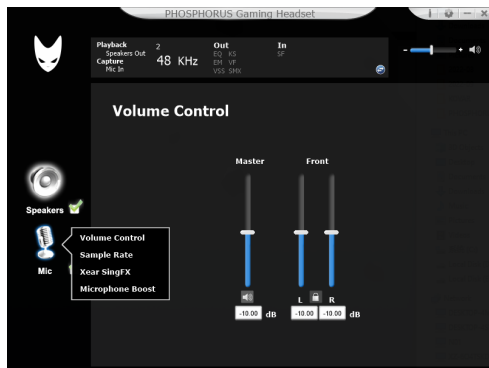 PHOSPHORUS Gaming Headset
i
Playback 2 Out In
Speakers Out EQ KS SF
Capture 48 KHz EM VF
Mic In VSS SMX
- +
Volume Control
Master Front
Speakers
Volume Control
Sample Rate
Mic Xear SingFX
Microphone Boost
L R
-10.00 dB -10.00 -10.00 dB